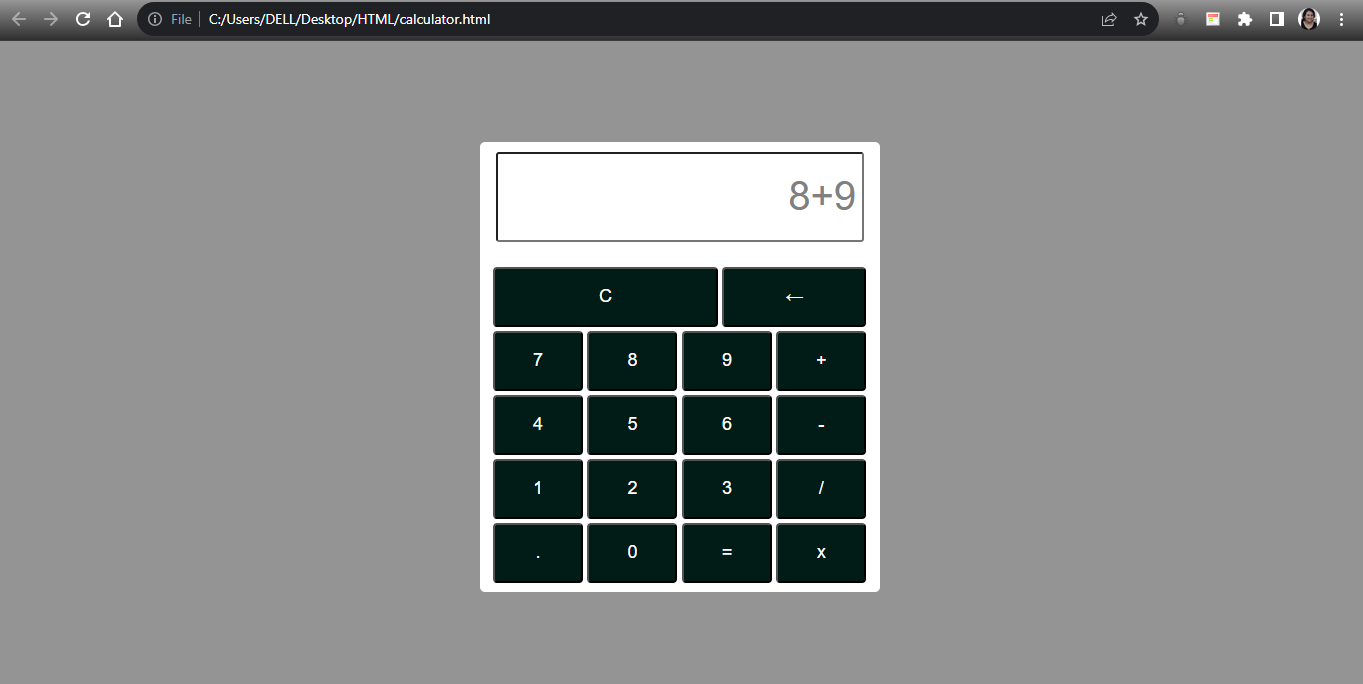 File C:/Users/DELL/Desktop/HTML/calculator.html
8+9
C ←
7 8 9 +
4 5 6 -
1 2 3 /
. 0 = x